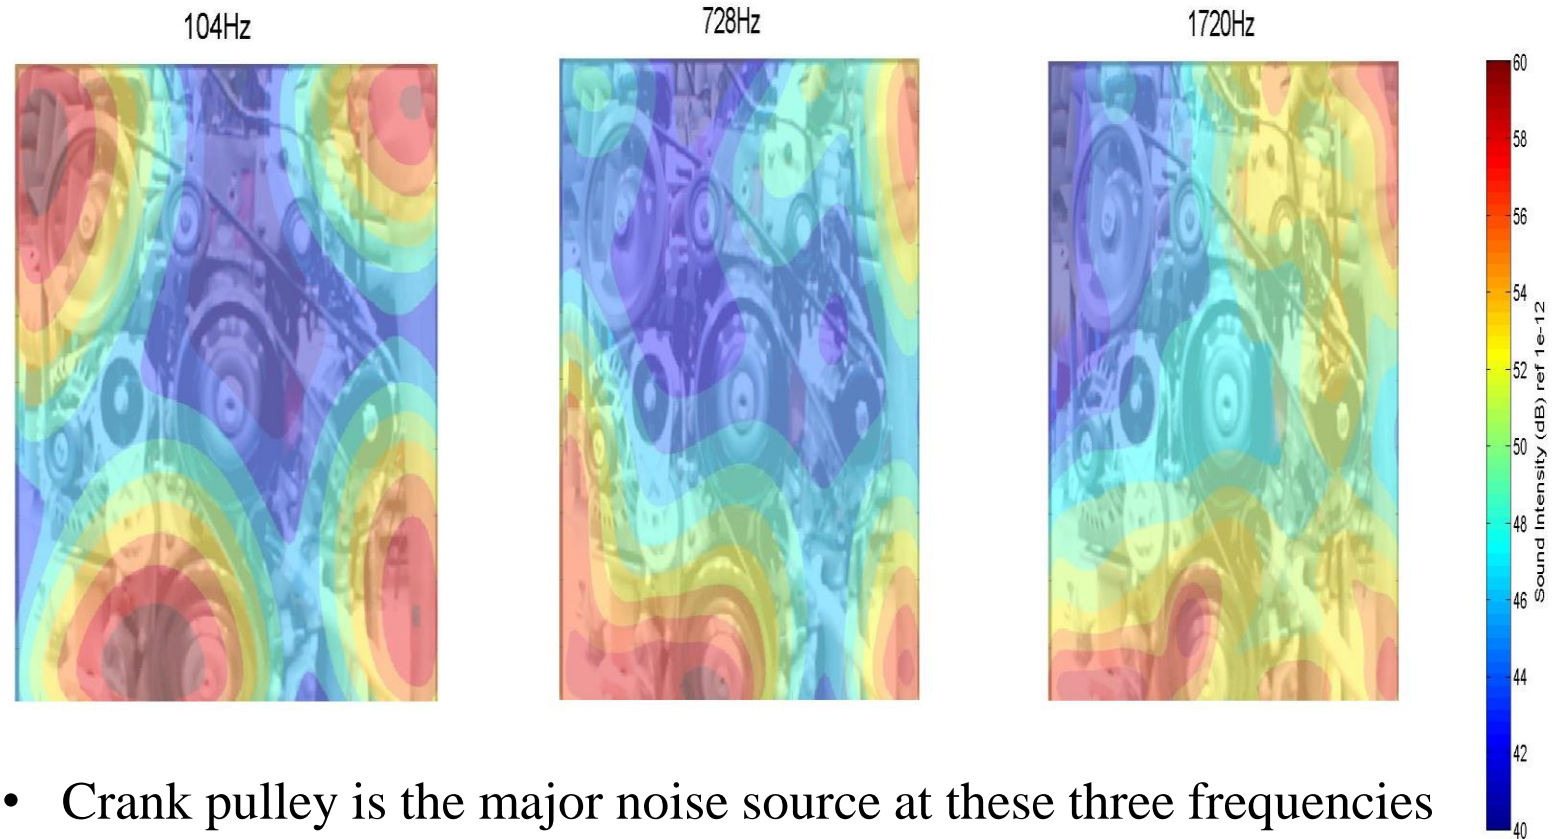 104Hz
728Hz
1720Hz
60
58
56
54
52
50
48
46
44
42
40
Sound Intensity (dB) ref 1e-12
• Crank pulley is the major noise source at these three frequencies